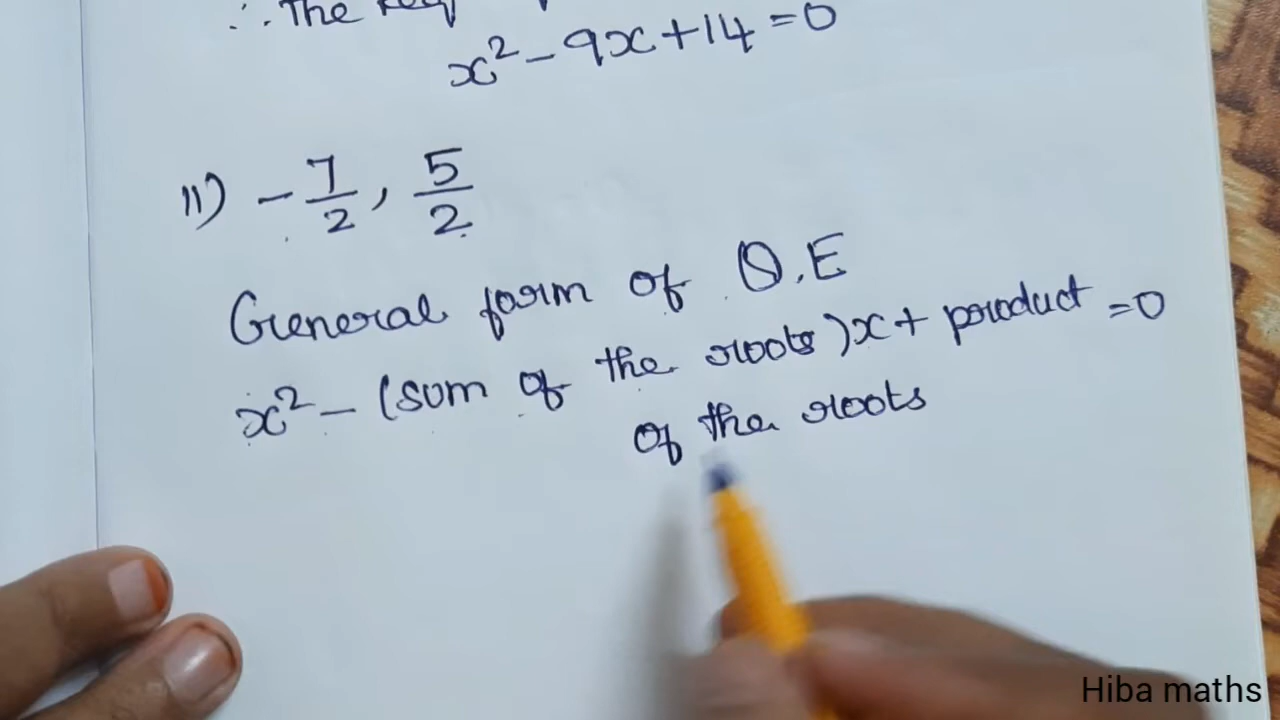 ∴ The
x² - 9x + 14 = 0
11) - 7/2, 5/2
General form of Q.E
x² - (sum of the roots)x + product = 0
of the roots
Hiba maths